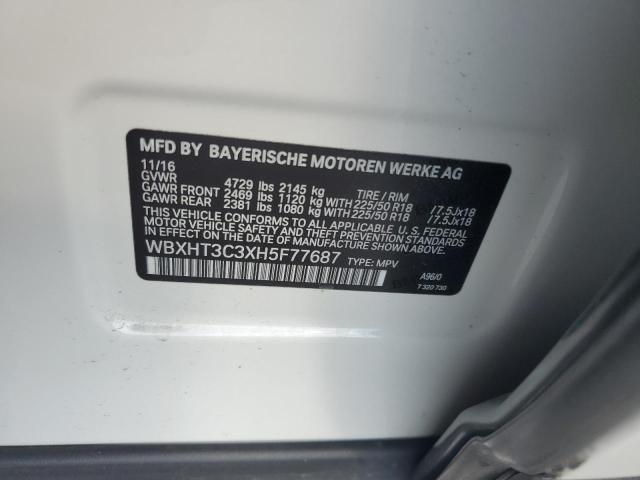 MFD BY BAYERISCHE MOTOREN WERKE AG
11/16
GVWR 4729 lbs 2145 kg TIRE / RIM
GAWR FRONT 2469 lbs 1120 kg WITH 225/50 R18 /7.5Jx18
GAWR REAR 2381 lbs 1080 kg WITH 225/50 R18 /7.5Jx18
THIS VEHICLE CONFORMS TO ALL APPLICABLE U.S. FEDERAL
MOTOR VEHICLE SAFETY AND THEFT PREVENTION STANDARDS
IN EFFECT ON THE DATE OF MANUFACTURE SHOWN ABOVE.
WBXHT3C3XH5F77687 TYPE: MPV
A96/0
7 320 730